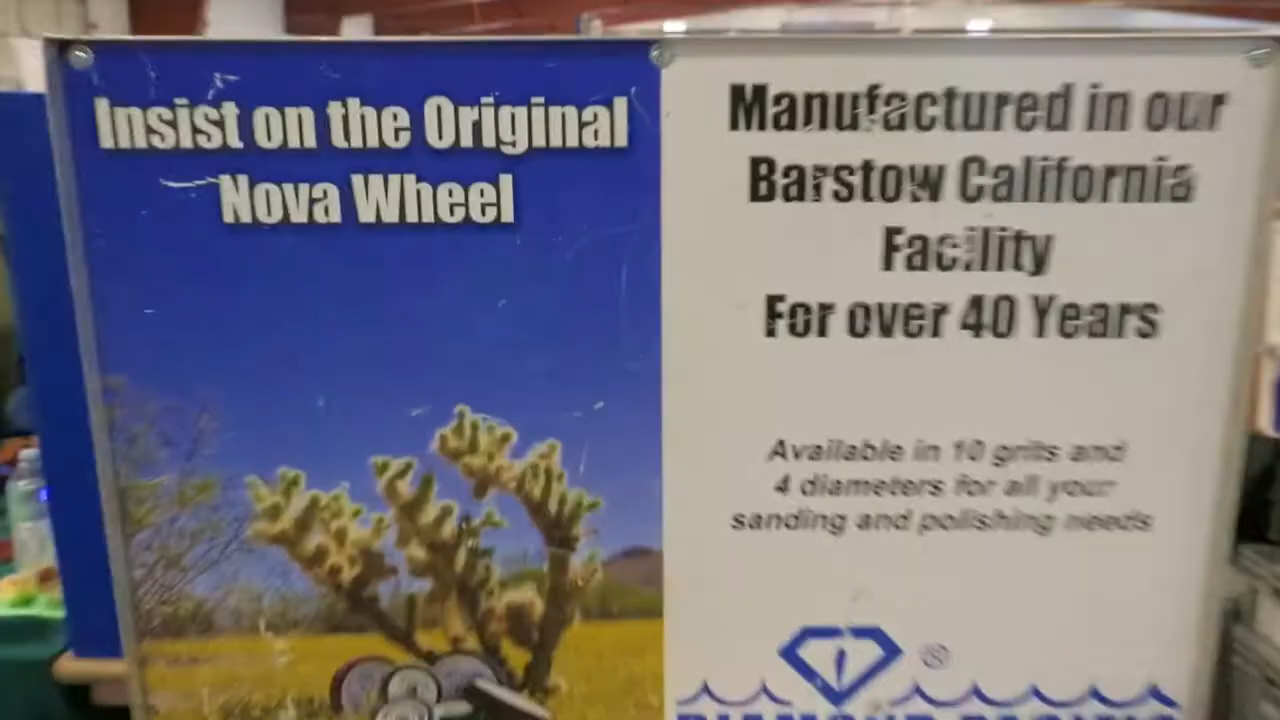 Insist on the Original
Nova Wheel
Manufactured in our
Barstow California
Facility
For over 40 Years
Available in 10 grits and
4 diameters for all your
sanding and polishing needs
®